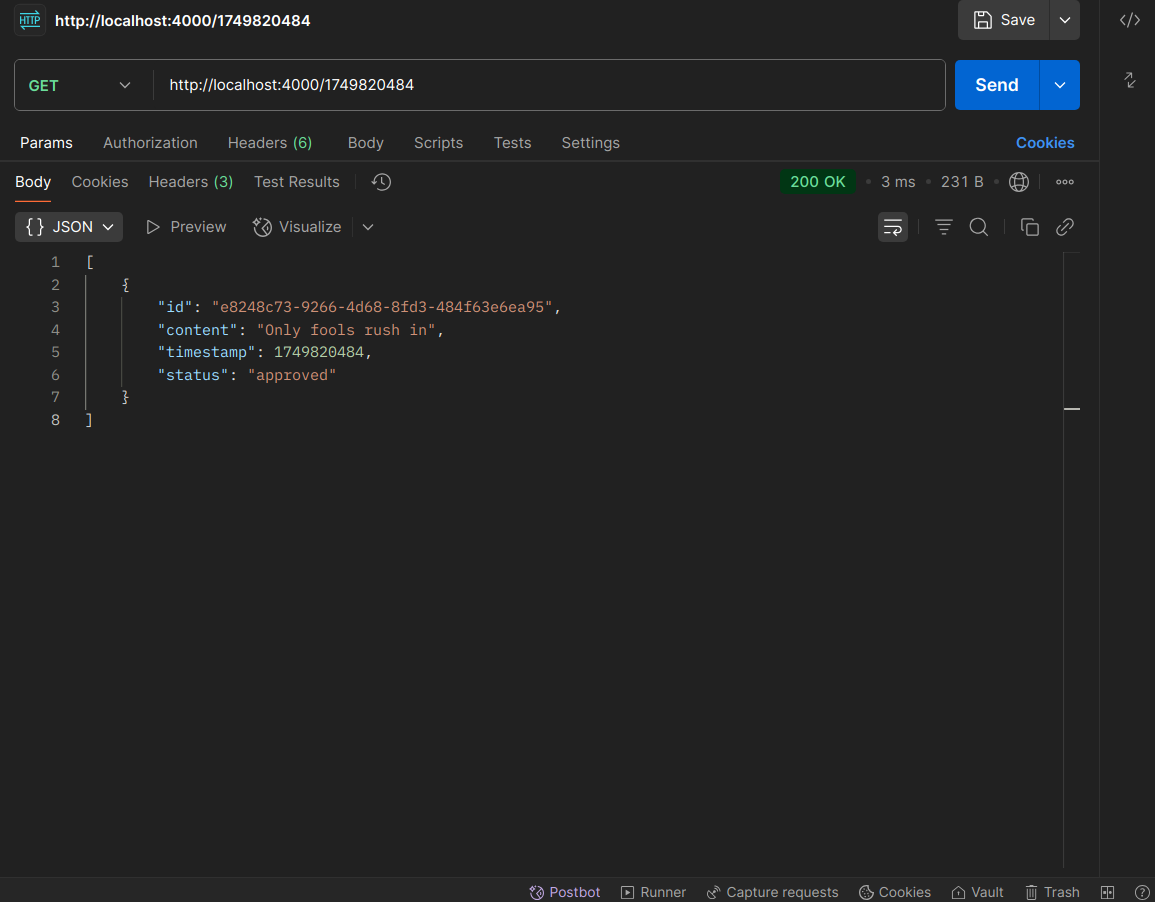 HTTP http://localhost:4000/1749820484 Save
GET http://localhost:4000/1749820484 Send
Params Authorization Headers (6) Body Scripts Tests Settings Cookies
Body Cookies Headers (3) Test Results 200 OK • 3 ms • 231 B •
{} JSON Preview Visualize
1 [
2 {
3 "id": "e8248c73-9266-4d68-8fd3-484f63e6ea95",
4 "content": "Only fools rush in",
5 "timestamp": 1749820484,
6 "status": "approved"
7 }
8 ]
Postbot Runner Capture requests Cookies Vault Trash